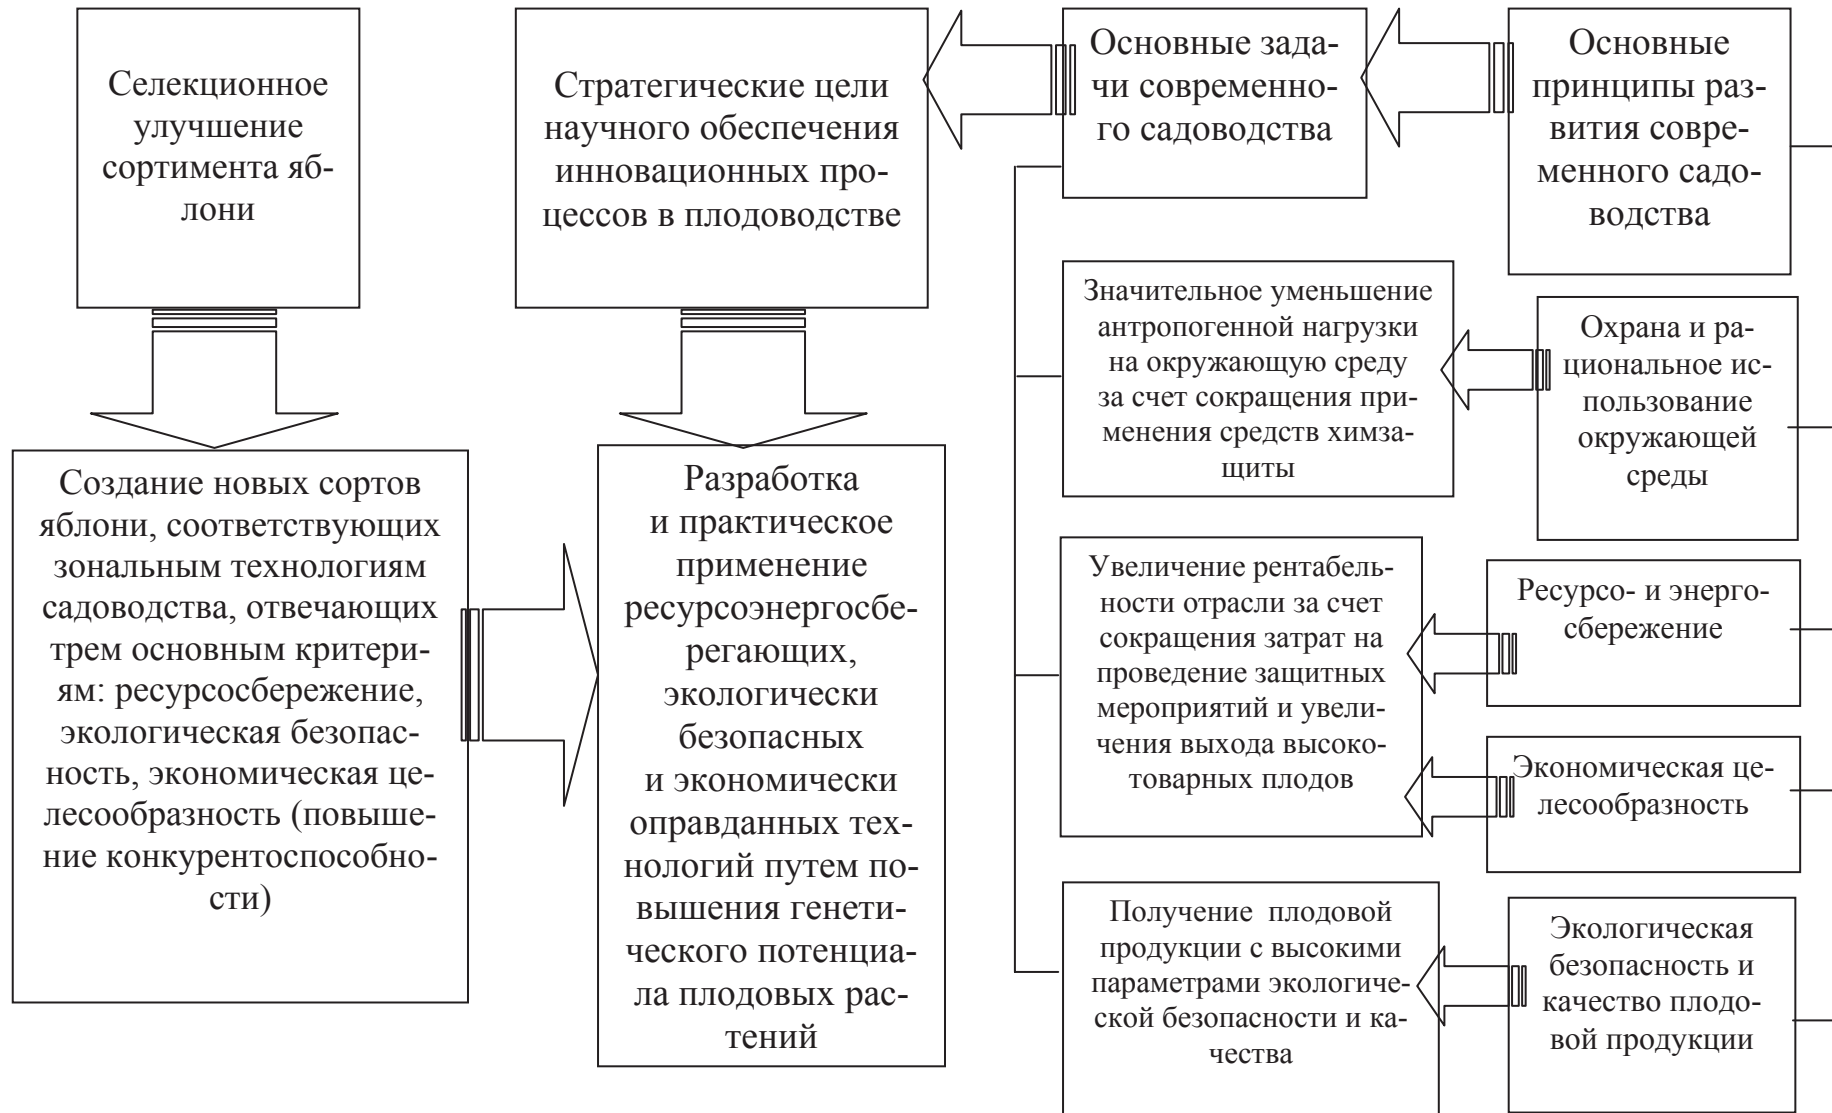 Селекционное
улучшение
сортимента яб-
лони
Стратегические цели
научного обеспечения
инновационных про-
цессов в плодоводстве
Основные зада-
чи современно-
го садоводства
Основные
принципы раз-
вития совре-
менного садо-
водства
Значительное уменьшение
антропогенной нагрузки
на окружающую среду
за счет сокращения при-
менения средств химза-
щиты
Охрана и ра-
циональное ис-
пользование
окружающей
среды
Создание новых сортов
яблони, соответствующих
зональным технологиям
садоводства, отвечающих
трем основным критери-
ям: ресурсосбережение,
экологическая безопас-
ность, экономическая це-
лесообразность (повыше-
ние конкурентоспособно-
сти)
Разработка
и практическое
применение
ресурсоэнергосбе-
регающих,
экологически
безопасных
и экономически
оправданных тех-
нологий путем по-
вышения генети-
ческого потенциа-
ла плодовых рас-
тений
Увеличение рентабель-
ности отрасли за счет
сокращения затрат на
проведение защитных
мероприятий и увели-
чения выхода высоко-
товарных плодов
Ресурсо- и энерго-
сбережение
Экономическая це-
лесообразность
Получение плодовой
продукции с высокими
параметрами экологиче-
ской безопасности и ка-
чества
Экологическая
безопасность и
качество плодо-
вой продукции